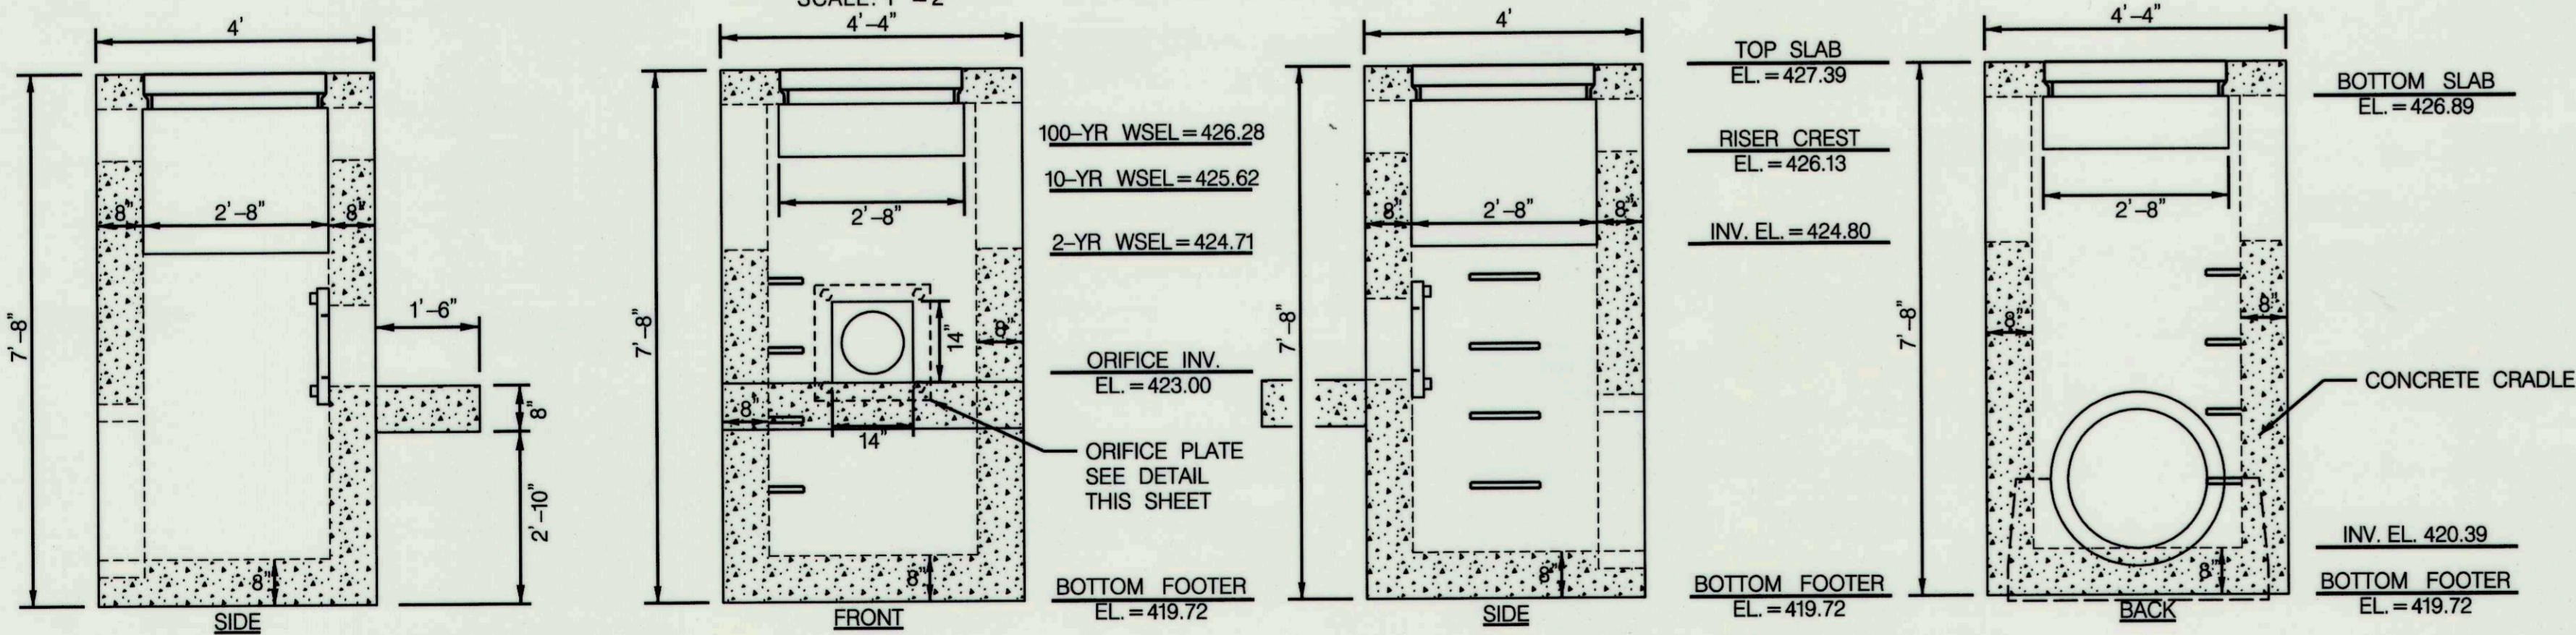 SCALE: 1" = 2'
4'
7'-8"
8"
2'-8"
8"
1'-6"
8"
2'-10"
8"
SIDE
4'-4"
7'-8"
2'-8"
14"
8"
8"
14"
8"
FRONT
100-YR WSEL=426.28
10-YR WSEL=425.62
2-YR WSEL=424.71
ORIFICE INV.
EL.=423.00
ORIFICE PLATE
SEE DETAIL
THIS SHEET
BOTTOM FOOTER
EL.=419.72
4'
7'-8"
8"
2'-8"
8"
8"
SIDE
TOP SLAB
EL.=427.39
RISER CREST
EL.=426.13
INV. EL.=424.80
BOTTOM FOOTER
EL.=419.72
4'-4"
7'-8"
2'-8"
8"
8"
8"
BACK
BOTTOM SLAB
EL.=426.89
CONCRETE CRADLE
INV. EL. 420.39
BOTTOM FOOTER
EL.=419.72